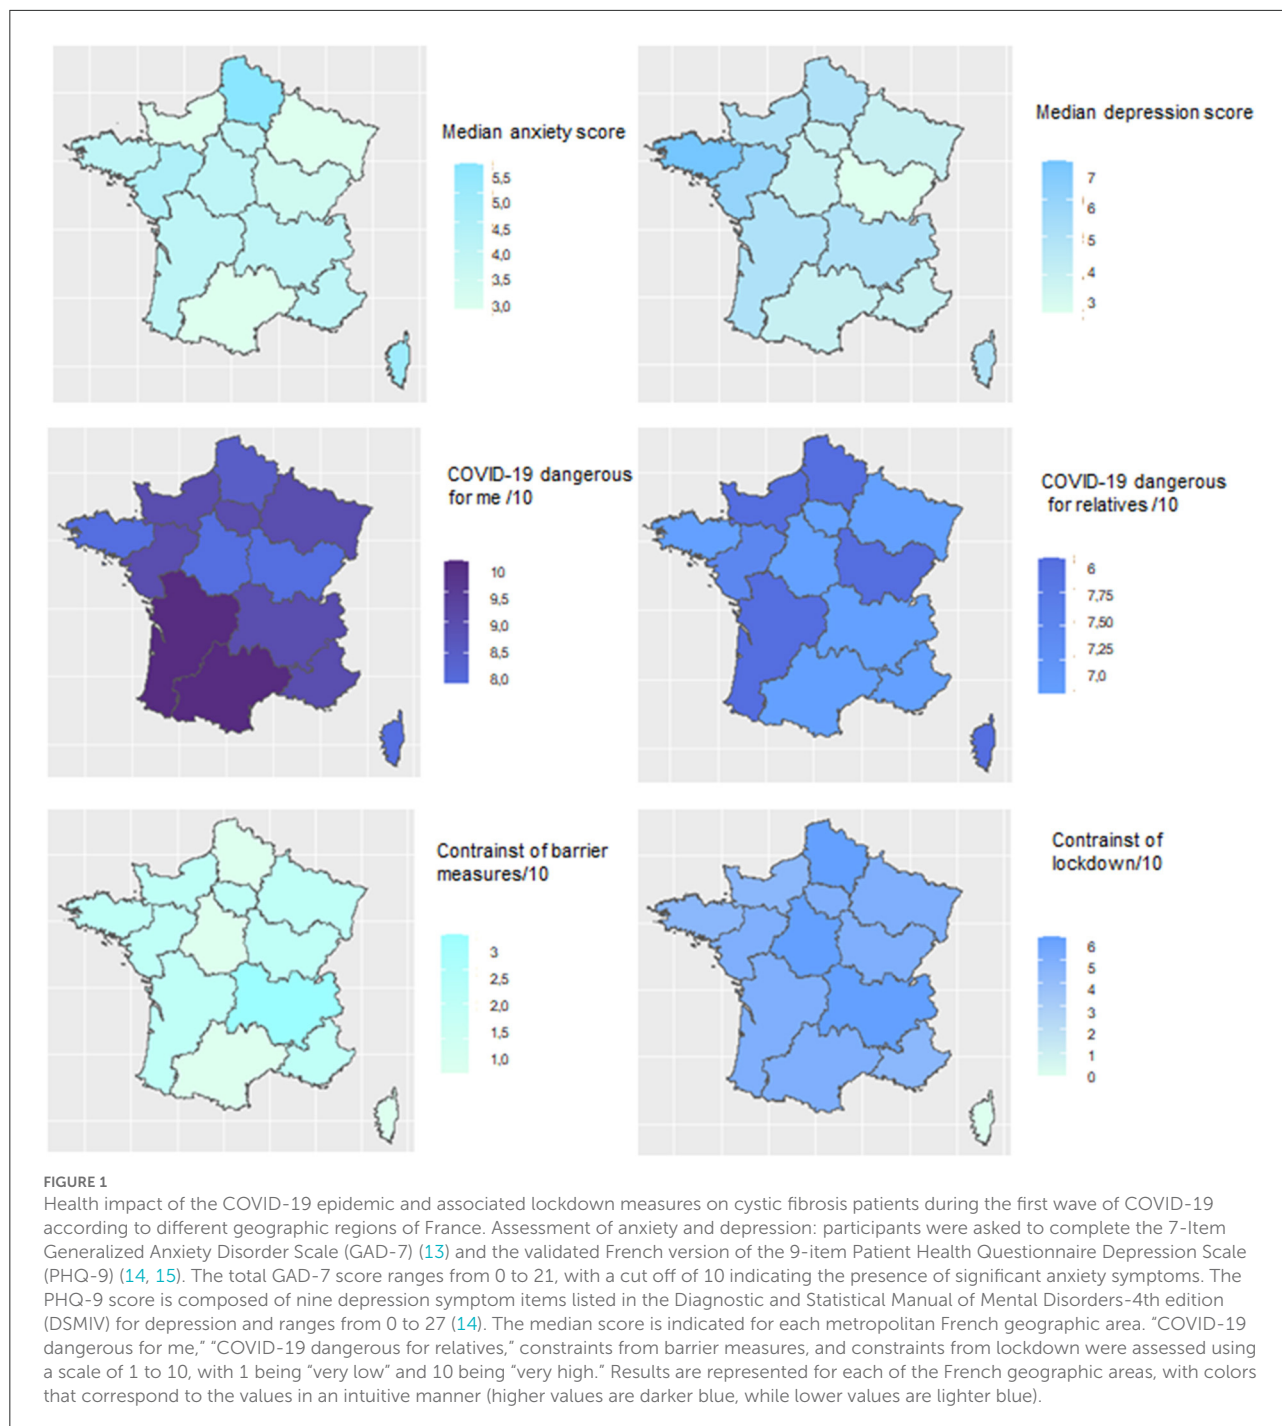 Median anxiety score
5,5
5,0
4,5
4,0
3,5
3,0
Median depression score
7
6
5
4
3
COVID-19 dangerous
for me /10
10
9,5
9,0
8,5
8,0
COVID-19 dangerous
for relatives /10
6
7,75
7,50
7,25
7,0
Contrainst of barrier
measures/10
3
2,5
2,0
1,5
1,0
Contrainst of
lockdown/10
6
5
4
3
2
1
0
FIGURE 1
Health impact of the COVID-19 epidemic and associated lockdown measures on cystic fibrosis patients during the first wave of COVID-19
according to different geographic regions of France. Assessment of anxiety and depression: participants were asked to complete the 7-Item
Generalized Anxiety Disorder Scale (GAD-7) (13) and the validated French version of the 9-item Patient Health Questionnaire Depression Scale
(PHQ-9) (14, 15). The total GAD-7 score ranges from 0 to 21, with a cut off of 10 indicating the presence of significant anxiety symptoms. The
PHQ-9 score is composed of nine depression symptom items listed in the Diagnostic and Statistical Manual of Mental Disorders-4th edition
(DSMIV) for depression and ranges from 0 to 27 (14). The median score is indicated for each metropolitan French geographic area. “COVID-19
dangerous for me,” “COVID-19 dangerous for relatives,” constraints from barrier measures, and constraints from lockdown were assessed using
a scale of 1 to 10, with 1 being “very low” and 10 being “very high.” Results are represented for each of the French geographic areas, with colors
that correspond to the values in an intuitive manner (higher values are darker blue, while lower values are lighter blue).